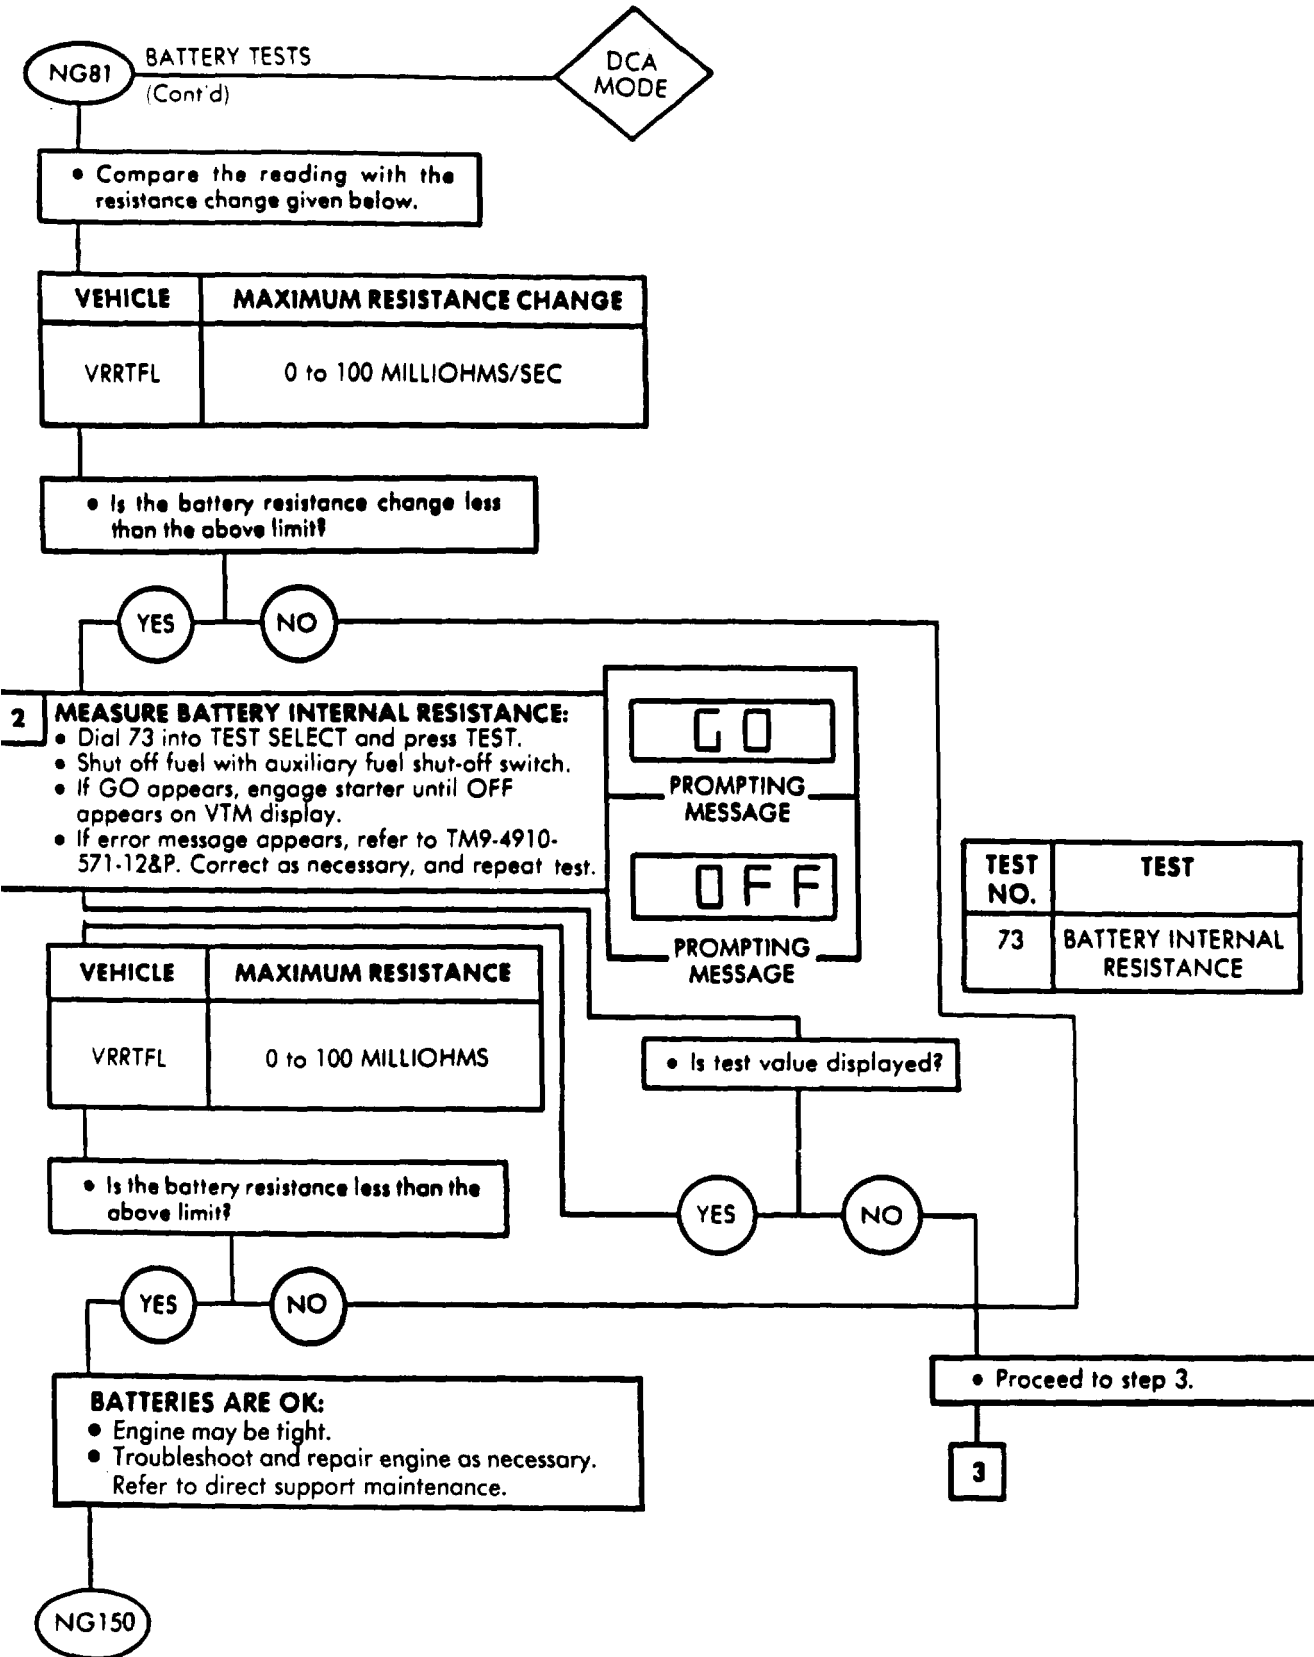 NG81
BATTERY TESTS
(Cont'd)
DCA
MODE
• Compare the reading with the
resistance change given below.
VEHICLE
MAXIMUM RESISTANCE CHANGE
VRRTFL
0 to 100 MILLIOHMS/SEC
• Is the battery resistance change less
than the above limit?
YES
NO
2
MEASURE BATTERY INTERNAL RESISTANCE:
• Dial 73 into TEST SELECT and press TEST.
• Shut off fuel with auxiliary fuel shut-off switch.
• If GO appears, engage starter until OFF
appears on VTM display.
• If error message appears, refer to TM9-4910-
571-12&P. Correct as necessary, and repeat test.
GO
PROMPTING
MESSAGE
OFF
PROMPTING
MESSAGE
TEST
NO.
TEST
73
BATTERY INTERNAL
RESISTANCE
VEHICLE
MAXIMUM RESISTANCE
VRRTFL
0 to 100 MILLIOHMS
• Is test value displayed?
• Is the battery resistance less than the
above limit?
YES
NO
YES
NO
• Proceed to step 3.
3
BATTERIES ARE OK:
• Engine may be tight.
• Troubleshoot and repair engine as necessary.
Refer to direct support maintenance.
NG150